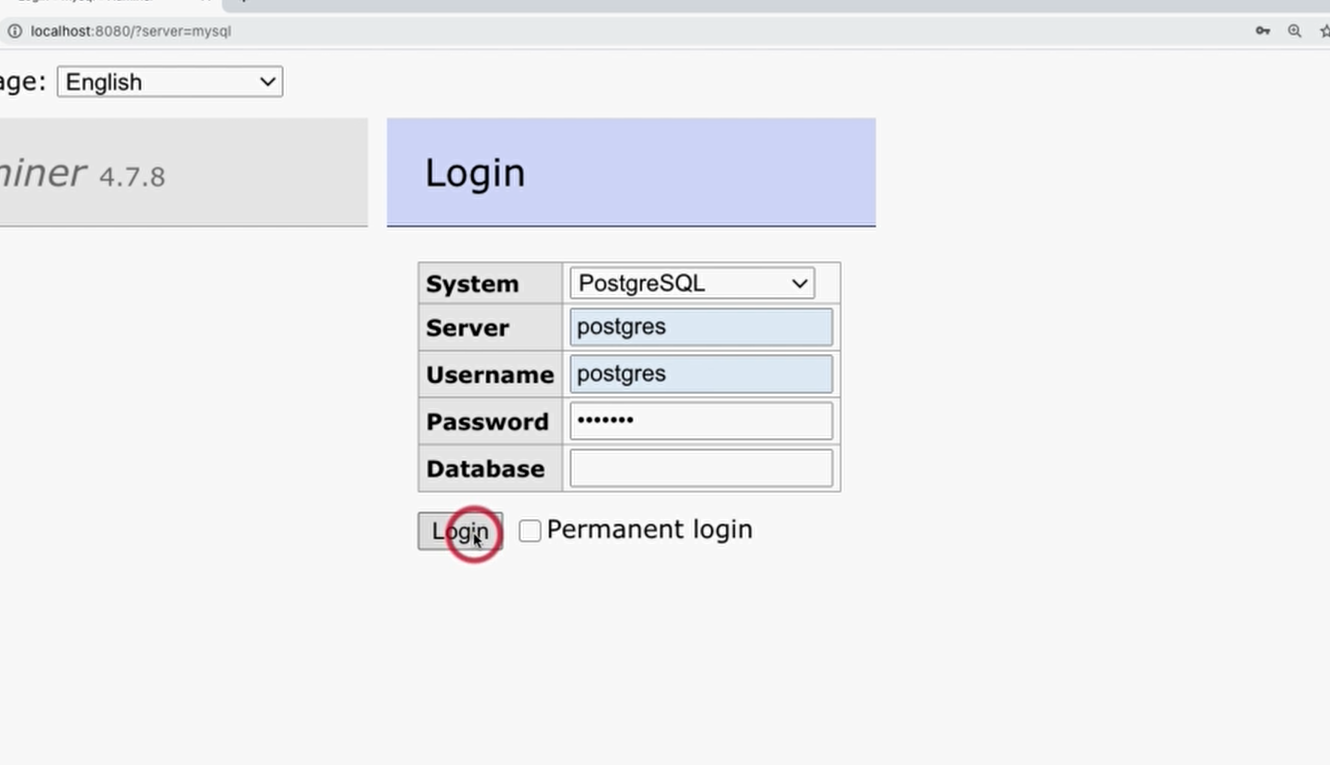 localhost:8080/?server=mysql
age: English
niner 4.7.8
Login
System PostgreSQL
Server postgres
Username postgres
Password •••••••
Database
Login Permanent login